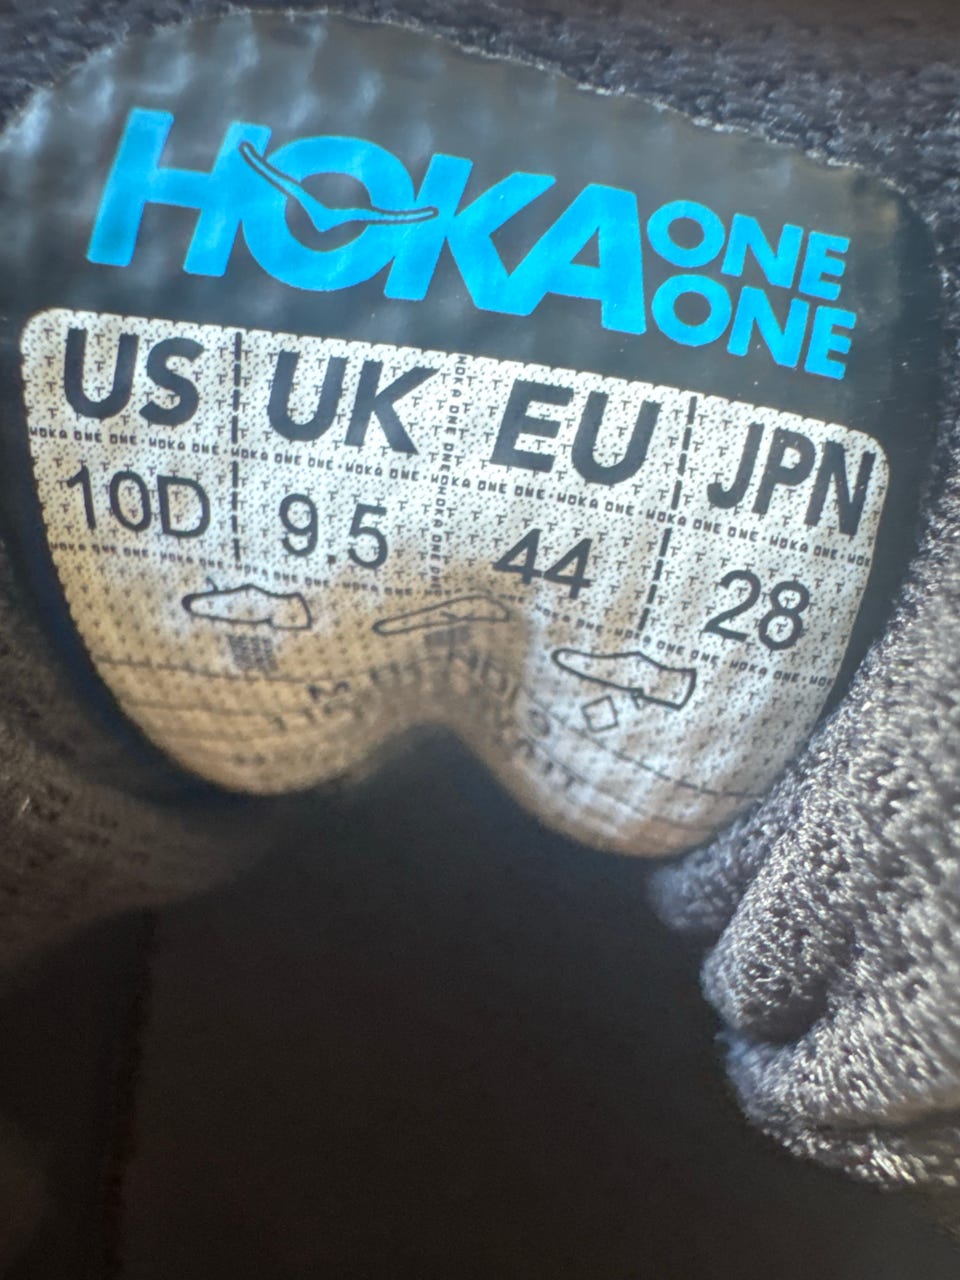 HOKA ONE ONE
US UK EU JPN
10D 9.5 44 28